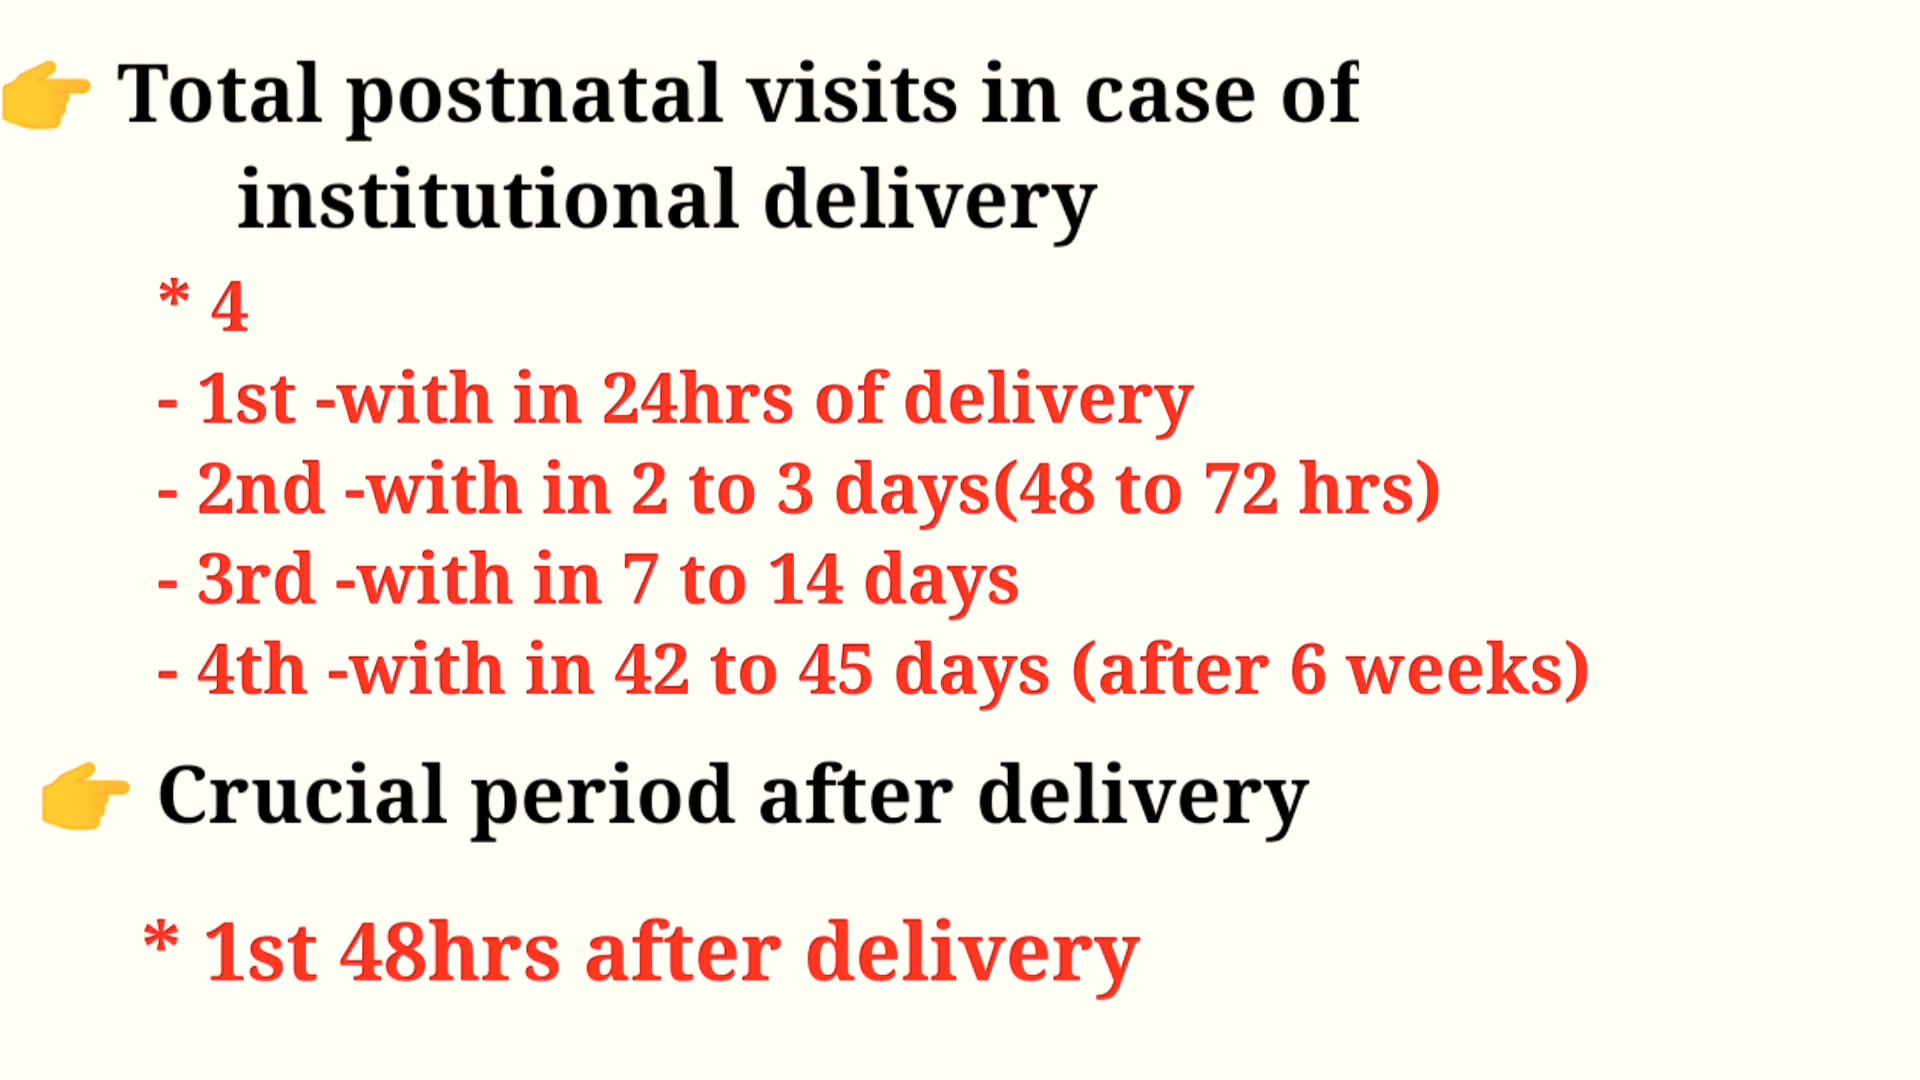 👉 Total postnatal visits in case of
institutional delivery
* 4
- 1st -with in 24hrs of delivery
- 2nd -with in 2 to 3 days(48 to 72 hrs)
- 3rd -with in 7 to 14 days
- 4th -with in 42 to 45 days (after 6 weeks)
👉 Crucial period after delivery
* 1st 48hrs after delivery